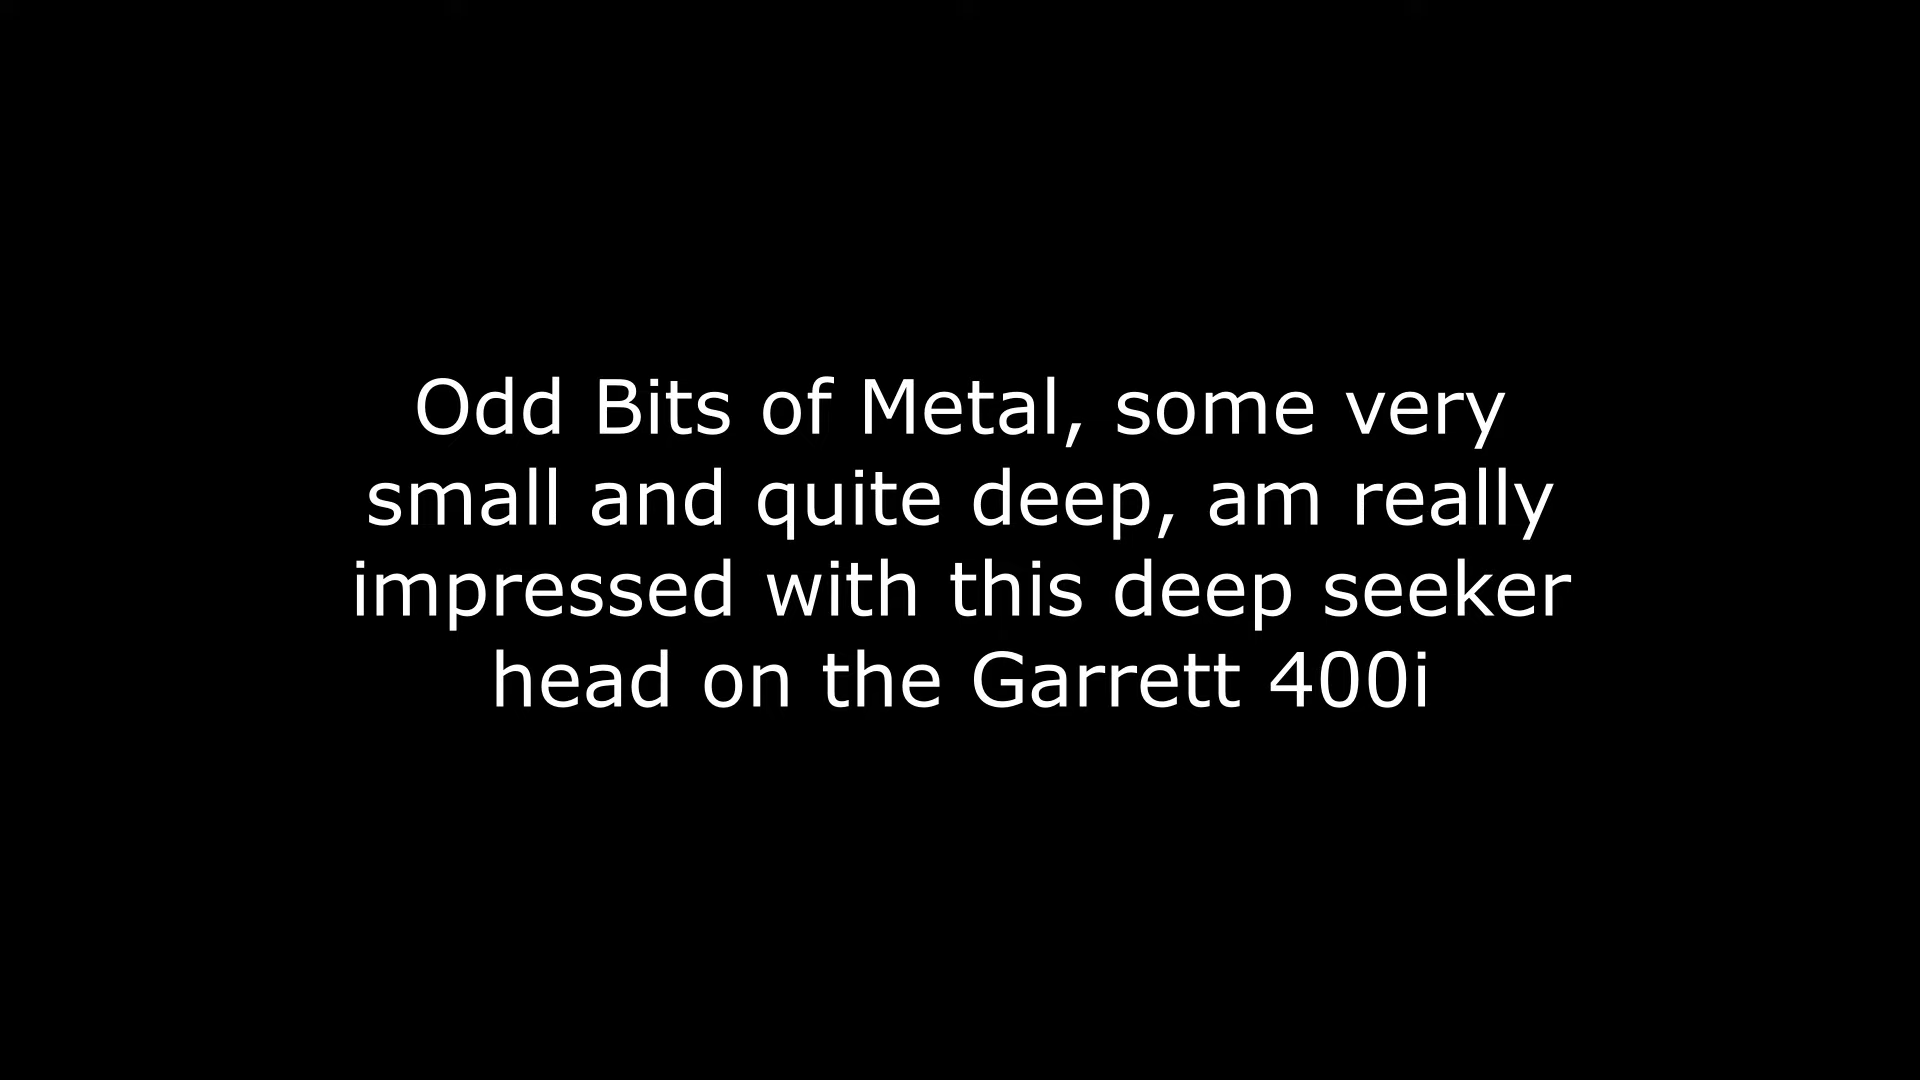 Odd Bits of Metal, some very
small and quite deep, am really
impressed with this deep seeker
head on the Garrett 400i